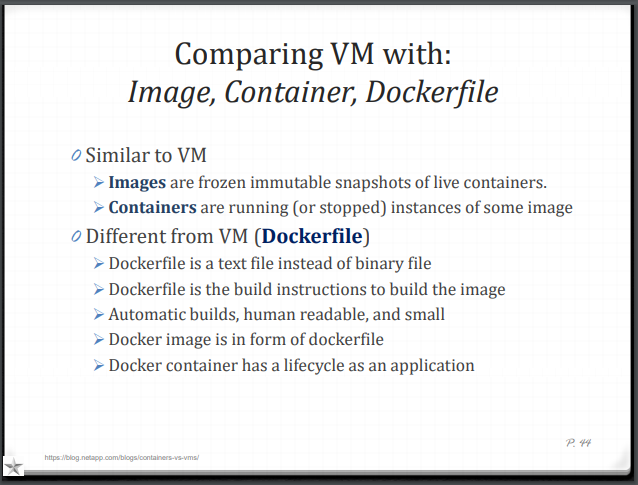 Comparing VM with:
Image, Container, Dockerfile
Similar to VM
Images are frozen immutable snapshots of live containers.
Containers are running (or stopped) instances of some image
Different from VM (Dockerfile)
Dockerfile is a text file instead of binary file
Dockerfile is the build instructions to build the image
Automatic builds, human readable, and small
Docker image is in form of dockerfile
Docker container has a lifecycle as an application
P. 44
https://blog.netapp.com/blogs/containers-vs-vms/